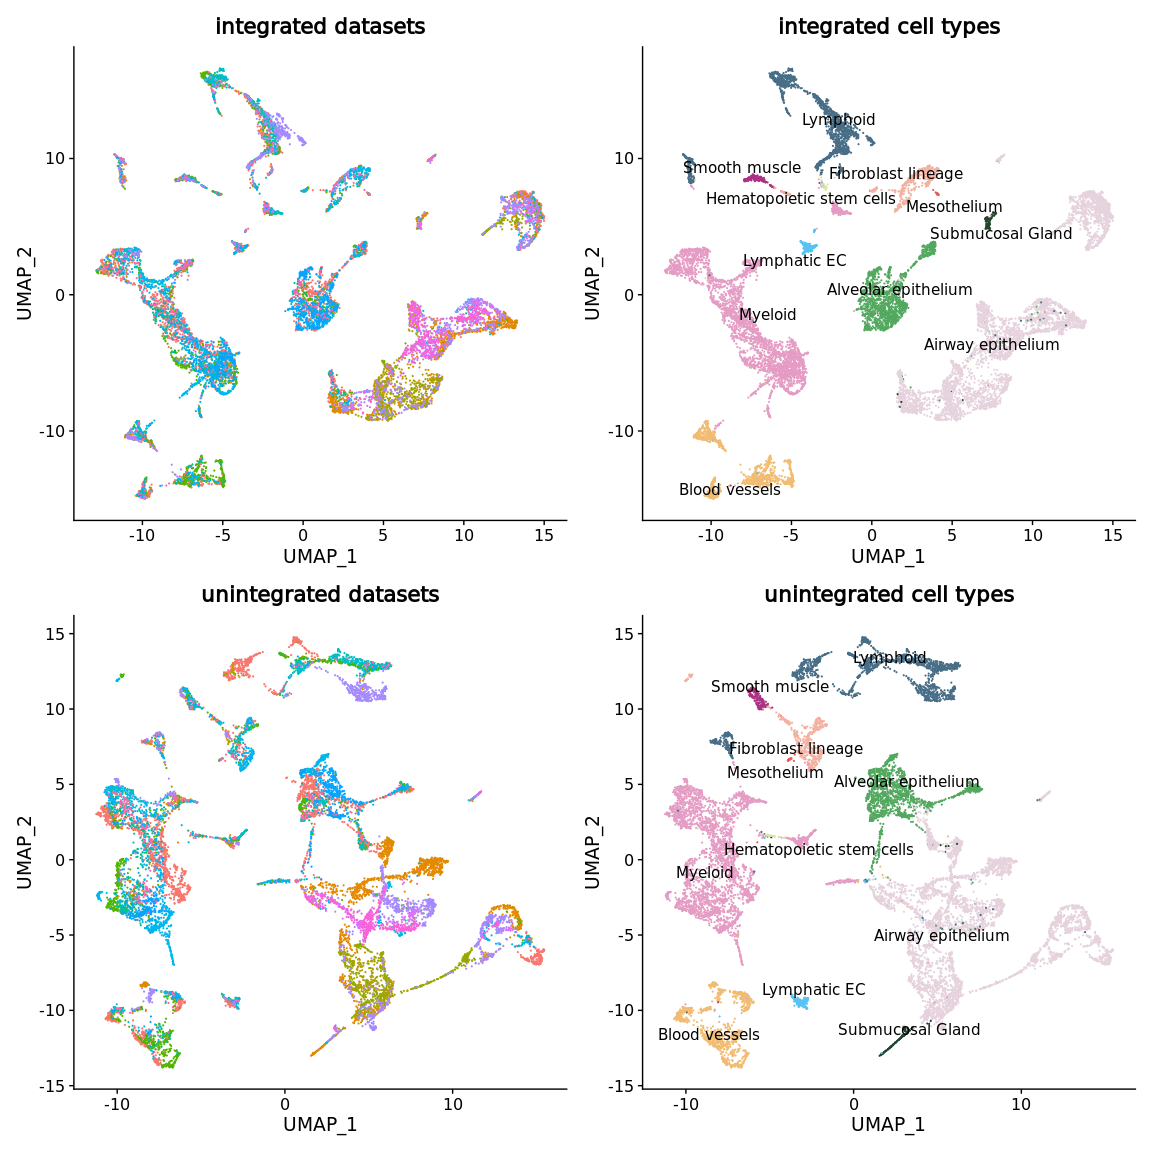 integrated datasets
integrated cell types
UMAP_2
10
0
-10
-10
-5
0
5
10
15
UMAP_1
UMAP_2
10
0
-10
-10
-5
0
5
10
15
UMAP_1
Lymphoid
Smooth muscle
Fibroblast lineage
Hematopoietic stem cells
Mesothelium
Submucosal Gland
Lymphatic EC
Alveolar epithelium
Myeloid
Airway epithelium
Blood vessels
unintegrated datasets
unintegrated cell types
UMAP_2
15
10
5
0
-5
-10
-15
-10
0
10
UMAP_1
UMAP_2
15
10
5
0
-5
-10
-15
-10
0
10
UMAP_1
Lymphoid
Smooth muscle
Fibroblast lineage
Mesothelium
Alveolar epithelium
Hematopoietic stem cells
Myeloid
Airway epithelium
Lymphatic EC
Submucosal Gland
Blood vessels